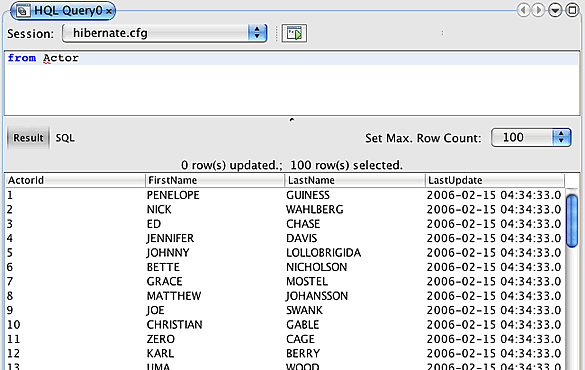 HQL Query0 ×
Session: hibernate.cfg
from Actor
Result SQL Set Max. Row Count: 100
0 row(s) updated.; 100 row(s) selected.
ActorId FirstName LastName LastUpdate
1 PENELOPE GUINESS 2006-02-15 04:34:33.0
2 NICK WAHLBERG 2006-02-15 04:34:33.0
3 ED CHASE 2006-02-15 04:34:33.0
4 JENNIFER DAVIS 2006-02-15 04:34:33.0
5 JOHNNY LOLLOBRIGIDA 2006-02-15 04:34:33.0
6 BETTE NICHOLSON 2006-02-15 04:34:33.0
7 GRACE MOSTEL 2006-02-15 04:34:33.0
8 MATTHEW JOHANSSON 2006-02-15 04:34:33.0
9 JOE SWANK 2006-02-15 04:34:33.0
10 CHRISTIAN GABLE 2006-02-15 04:34:33.0
11 ZERO CAGE 2006-02-15 04:34:33.0
12 KARL BERRY 2006-02-15 04:34:33.0
13 UMA WOOD 2006-02-15 04:34:33.0